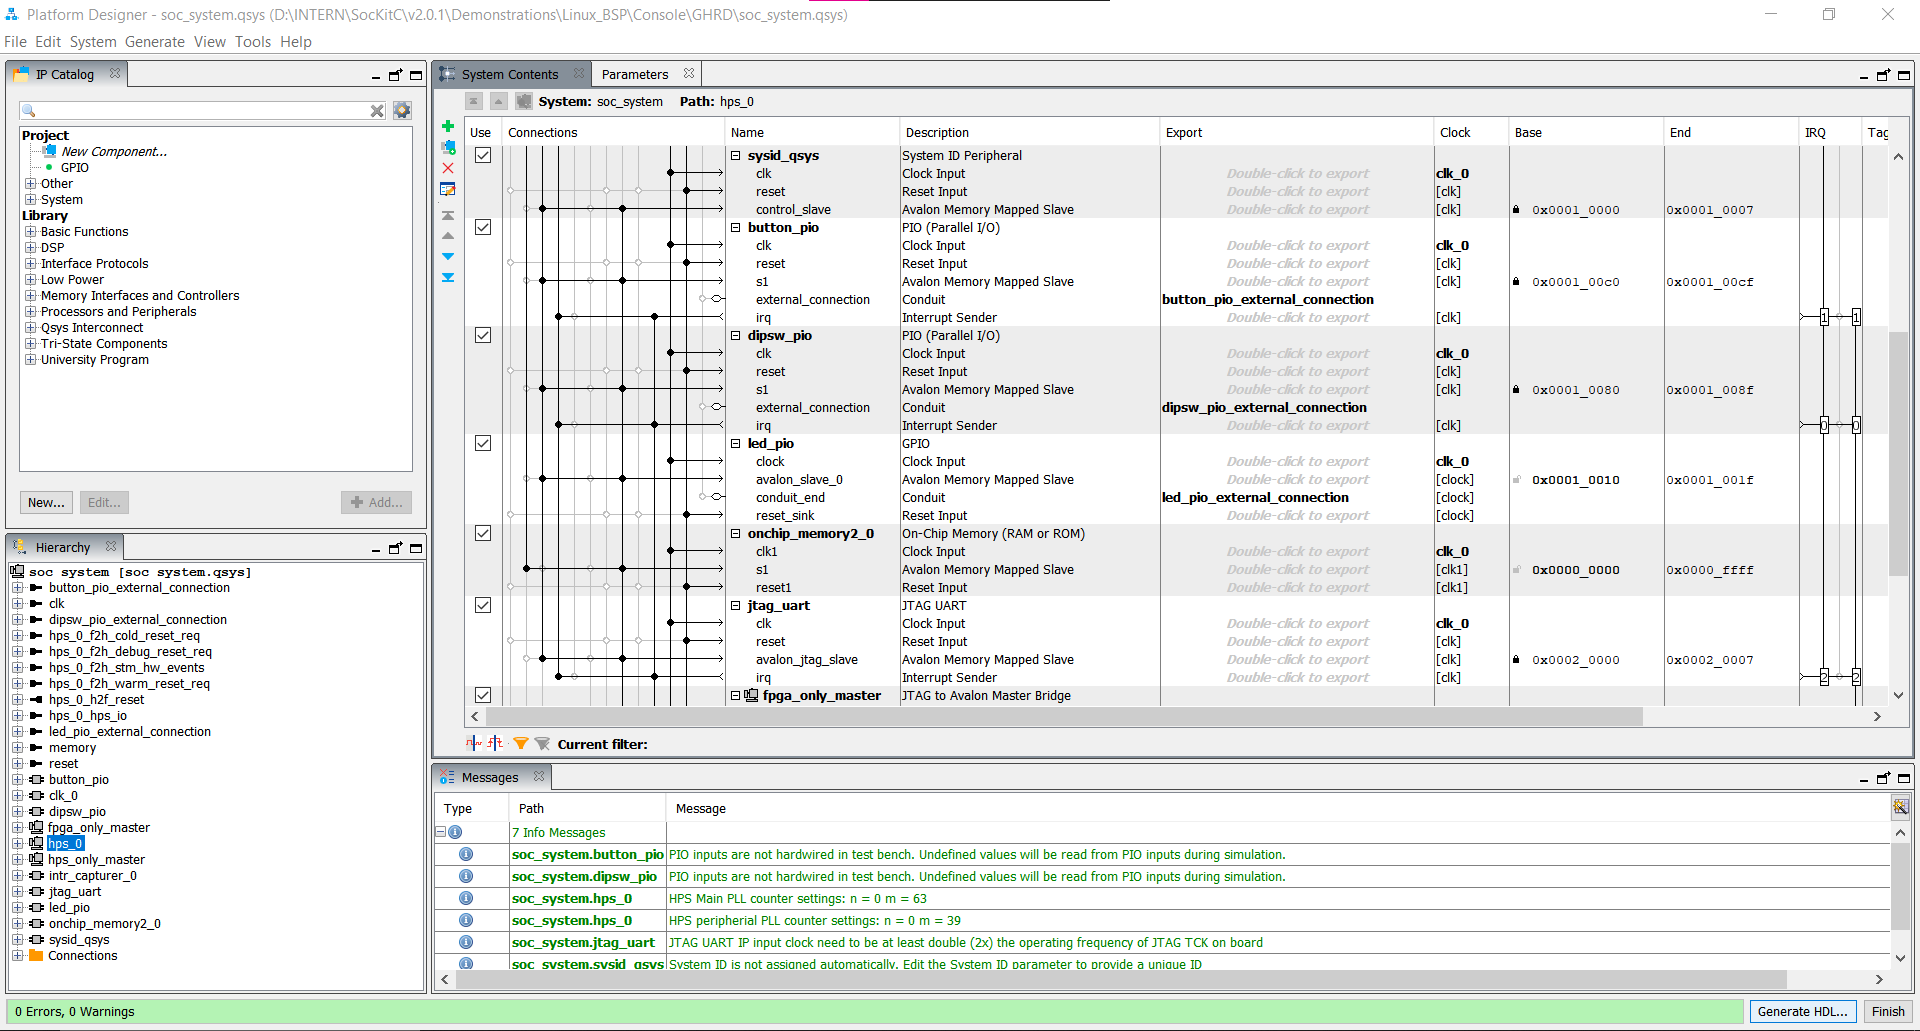 Platform Designer - soc_system.qsys (D:\INTERN\SocKitC\v2.0.1\Demonstrations\Linux_BSP\Console\GHRD\soc_system.qsys)
File Edit System Generate View Tools Help
IP Catalog
Project
New Component...
GPIO
Other
System
Library
Basic Functions
DSP
Interface Protocols
Low Power
Memory Interfaces and Controllers
Processors and Peripherals
Qsys Interconnect
Tri-State Components
University Program
New... Edit... Add...
Hierarchy
soc system [soc system.qsys]
button_pio_external_connection
clk
dipsw_pio_external_connection
hps_0_f2h_cold_reset_req
hps_0_f2h_debug_reset_req
hps_0_f2h_stm_hw_events
hps_0_f2h_warm_reset_req
hps_0_h2f_reset
hps_0_hps_io
led_pio_external_connection
memory
reset
button_pio
clk_0
dipsw_pio
fpga_only_master
hps_0
hps_only_master
intr_capturer_0
jtag_uart
led_pio
onchip_memory2_0
sysid_qsys
Connections
System Contents Parameters
System: soc_system Path: hps_0
Use Connections Name Description Export Clock Base End IRQ Tag
sysid_qsys System ID Peripheral
clk Clock Input Double-click to export clk_0
reset Reset Input Double-click to export [clk]
control_slave Avalon Memory Mapped Slave Double-click to export [clk] 0x0001_0000 0x0001_0007
button_pio PIO (Parallel I/O)
clk Clock Input Double-click to export clk_0
reset Reset Input Double-click to export [clk]
s1 Avalon Memory Mapped Slave Double-click to export [clk] 0x0001_00c0 0x0001_00cf
external_connection Conduit button_pio_external_connection
irq Interrupt Sender Double-click to export [clk] 1 1
dipsw_pio PIO (Parallel I/O)
clk Clock Input Double-click to export clk_0
reset Reset Input Double-click to export [clk]
s1 Avalon Memory Mapped Slave Double-click to export [clk] 0x0001_0080 0x0001_008f
external_connection Conduit dipsw_pio_external_connection
irq Interrupt Sender Double-click to export [clk] 0 0
led_pio GPIO
clock Clock Input Double-click to export clk_0
avalon_slave_0 Avalon Memory Mapped Slave Double-click to export [clock] 0x0001_0010 0x0001_001f
conduit_end Conduit led_pio_external_connection [clock]
reset_sink Reset Input Double-click to export [clock]
onchip_memory2_0 On-Chip Memory (RAM or ROM)
clk1 Clock Input Double-click to export clk_0
s1 Avalon Memory Mapped Slave Double-click to export [clk1] 0x0000_0000 0x0000_ffff
reset1 Reset Input Double-click to export [clk1]
jtag_uart JTAG UART
clk Clock Input Double-click to export clk_0
reset Reset Input Double-click to export [clk]
avalon_jtag_slave Avalon Memory Mapped Slave Double-click to export [clk] 0x0002_0000 0x0002_0007
irq Interrupt Sender Double-click to export [clk] 2 2
fpga_only_master JTAG to Avalon Master Bridge
Current filter:
Messages
Type Path Message
7 Info Messages
soc_system.button_pio PIO inputs are not hardwired in test bench. Undefined values will be read from PIO inputs during simulation.
soc_system.dipsw_pio PIO inputs are not hardwired in test bench. Undefined values will be read from PIO inputs during simulation.
soc_system.hps_0 HPS Main PLL counter settings: n = 0 m = 63
soc_system.hps_0 HPS peripherial PLL counter settings: n = 0 m = 39
soc_system.jtag_uart JTAG UART IP input clock need to be at least double (2x) the operating frequency of JTAG TCK on board
soc_system.sysid_qsys System ID is not assigned automatically. Edit the System ID parameter to provide a unique ID
0 Errors, 0 Warnings
Generate HDL... Finish